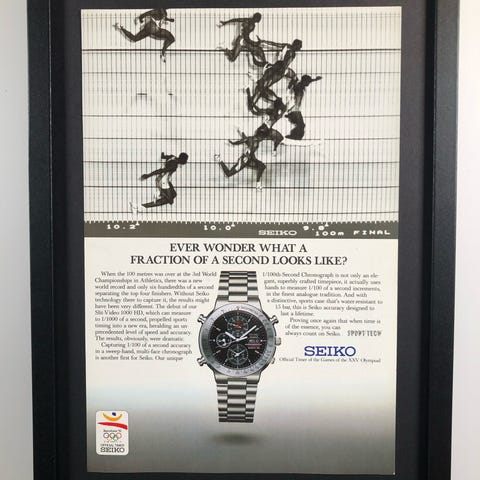 10.2 10.0 9.8
SEIKO 100m FINAL
EVER WONDER WHAT A
FRACTION OF A SECOND LOOKS LIKE?
When the 100 metres was over at the 3rd World
Championships in Athletics, there was a new
world record and only six hundredths of a second
separating the top four finishers. Without Seiko
technology there to capture it, the results might
have been very different. The debut of our
Slit Video 1000 HD, which can measure
to 1/1000 of a second, propelled sports
timing into a new era, heralding an un-
precedented level of speed and accuracy.
The results, obviously, were dramatic.
Capturing 1/100 of a second accuracy
in a sweep-hand, multi-face chronograph
is another first for Seiko. Our unique
1/100th-Second Chronograph is not only an ele-
gant, superbly crafted timepiece, it actually uses
hands to measure 1/100 of a second increments,
in the finest analogue tradition. And with
a distinctive, sports case that's water-resistant to
15 bar, this is Seiko accuracy designed to
last a lifetime.
Proving once again that when time is
of the essence, you can
always count on Seiko. SPORTECH
SEIKO
Official Timer of the Games of the XXV Olympiad
Barcelona'92
OFFICIAL TIMER
SEIKO